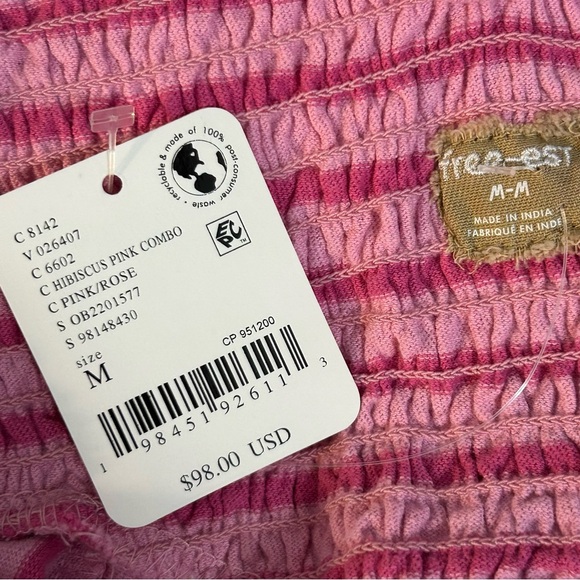 recyclable & made of 100% post-consumer waste
EPC™
C 8142
V 026407
C 6602
C HIBISCUS PINK COMBO
C PINK/ROSE
S OB2201577
S 98148430
size
M
CP 951200
1 98451 92611 3
$98.00 USD
free-est
M-M
MADE IN INDIA
FABRIQUÉ EN INDE